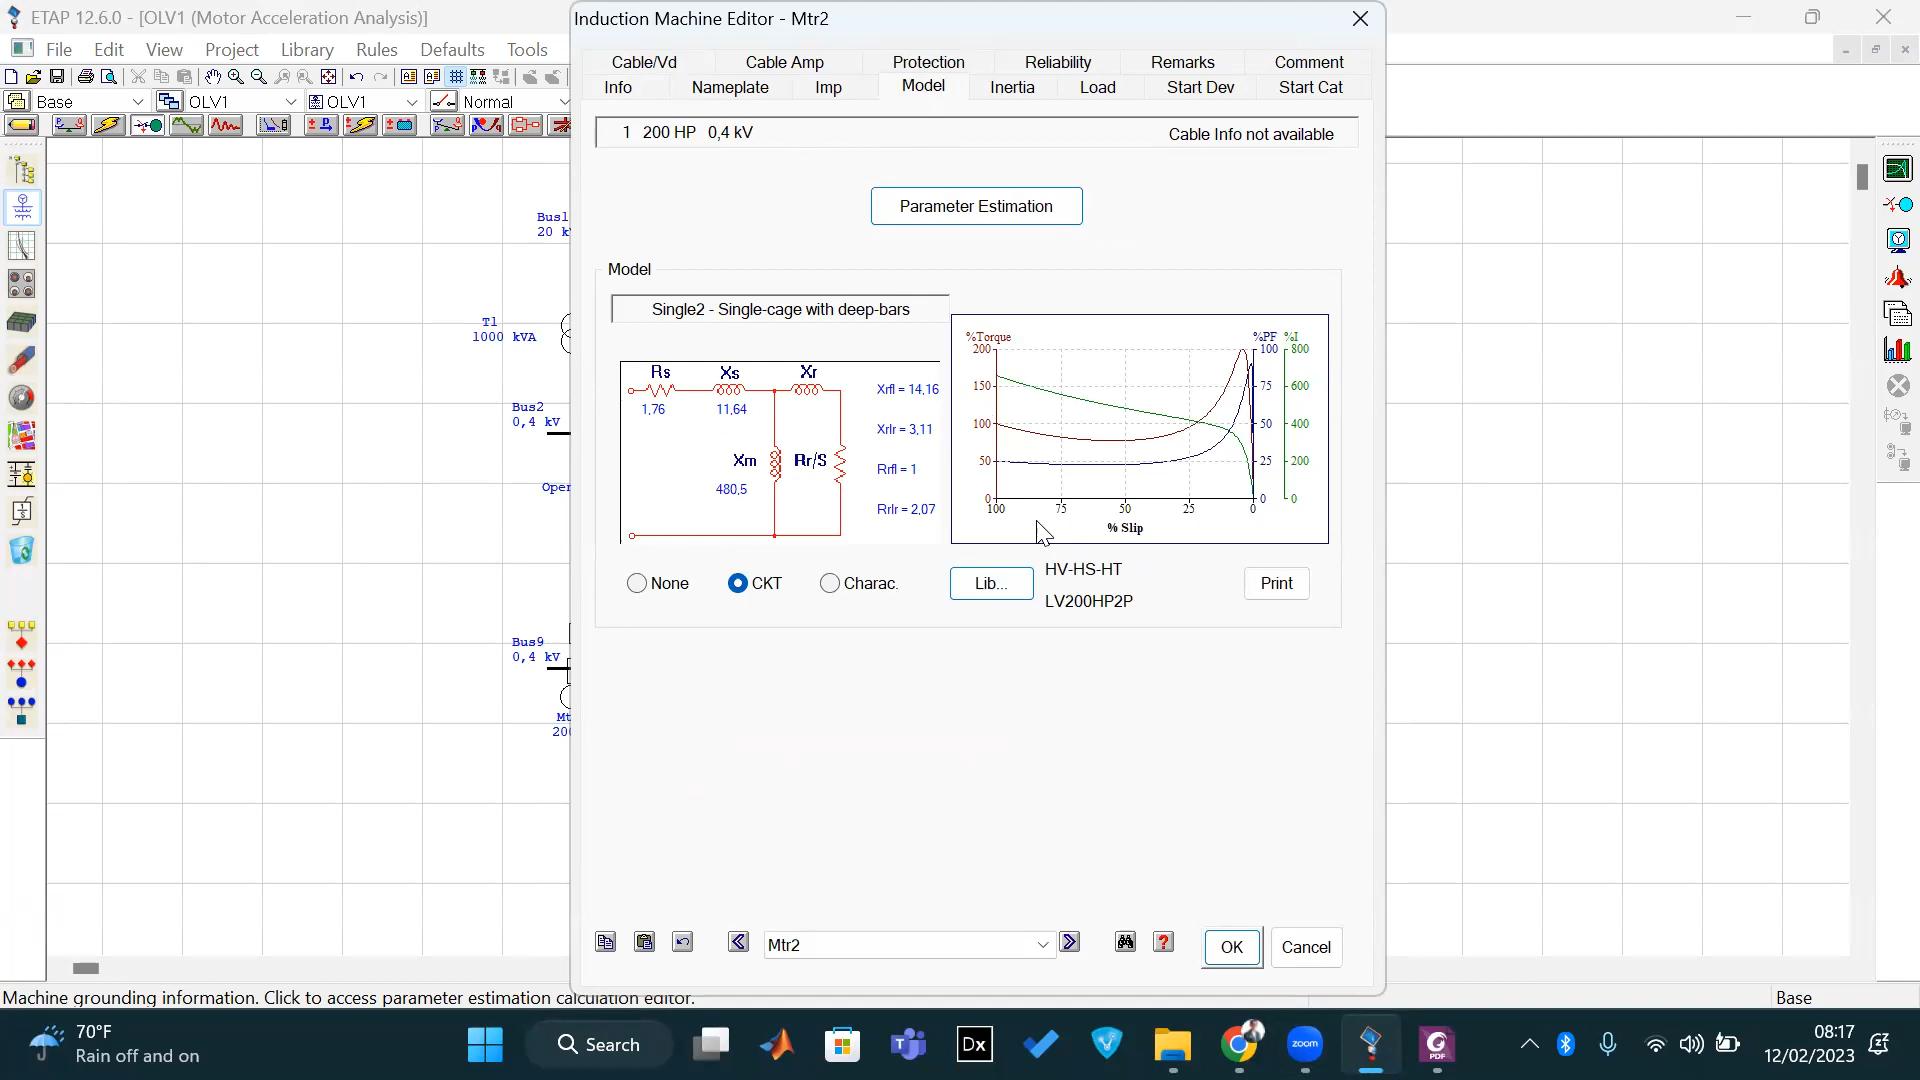 ETAP 12.6.0 - [OLV1 (Motor Acceleration Analysis)]
File Edit View Project Library Rules Defaults Tools
Base OLV1 OLV1 Normal
Induction Machine Editor - Mtr2
Cable/Vd Cable Amp Protection Reliability Remarks Comment
Info Nameplate Imp Model Inertia Load Start Dev Start Cat
1 200 HP 0,4 kV Cable Info not available
Parameter Estimation
Model
Single2 - Single-cage with deep-bars
Rs Xs Xr
1,76 11,64
Xm Rr/S
480,5
Xrfl = 14,16
Xrlr = 3,11
Rrfl = 1
Rrlr = 2,07
%Torque %PF %I
200 100 800
150 75 600
100 50 400
50 25 200
0 0 0
100 75 50 25 0
% Slip
None CKT Charac. Lib...
HV-HS-HT
LV200HP2P
Print
Mtr2
? OK Cancel
Bus1
20 k
T1
1000 kVA
Bus2
0,4 kV
Oper
Bus9
0,4 kV
Mt
200
Machine grounding information. Click to access parameter estimation calculation editor.
Base
70°F
Rain off and on
Search
Dx
zoom
PDF
08:17
12/02/2023